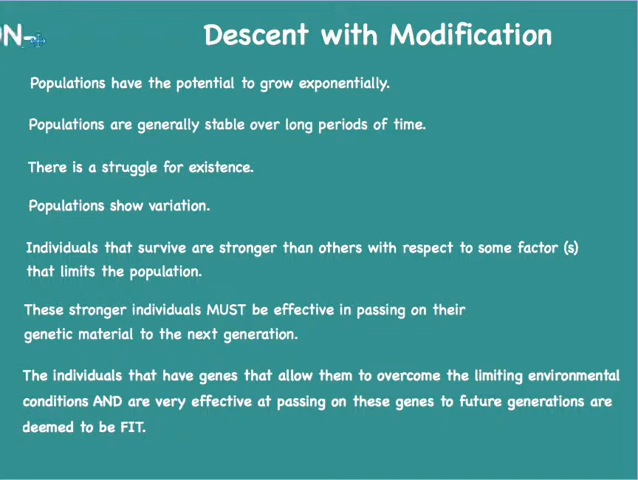 ON-
Descent with Modification
Populations have the potential to grow exponentially.
Populations are generally stable over long periods of time.
There is a struggle for existence.
Populations show variation.
Individuals that survive are stronger than others with respect to some factor (s)
that limits the population.
These stronger individuals MUST be effective in passing on their
genetic material to the next generation.
The individuals that have genes that allow them to overcome the limiting environmental
conditions AND are very effective at passing on these genes to future generations are
deemed to be FIT.